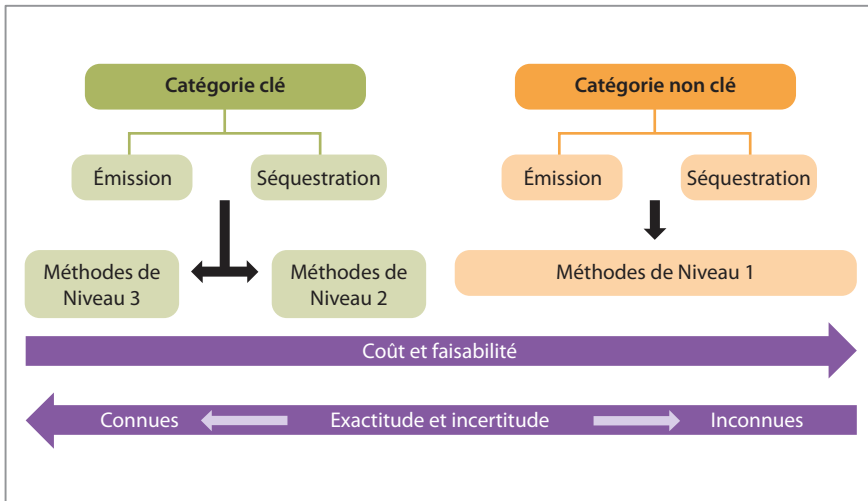 Catégorie clé
Catégorie non clé
Émission
Séquestration
Émission
Séquestration
Méthodes de
Niveau 3
Méthodes de
Niveau 2
Méthodes de Niveau 1
Coût et faisabilité
Connues
Exactitude et incertitude
Inconnues